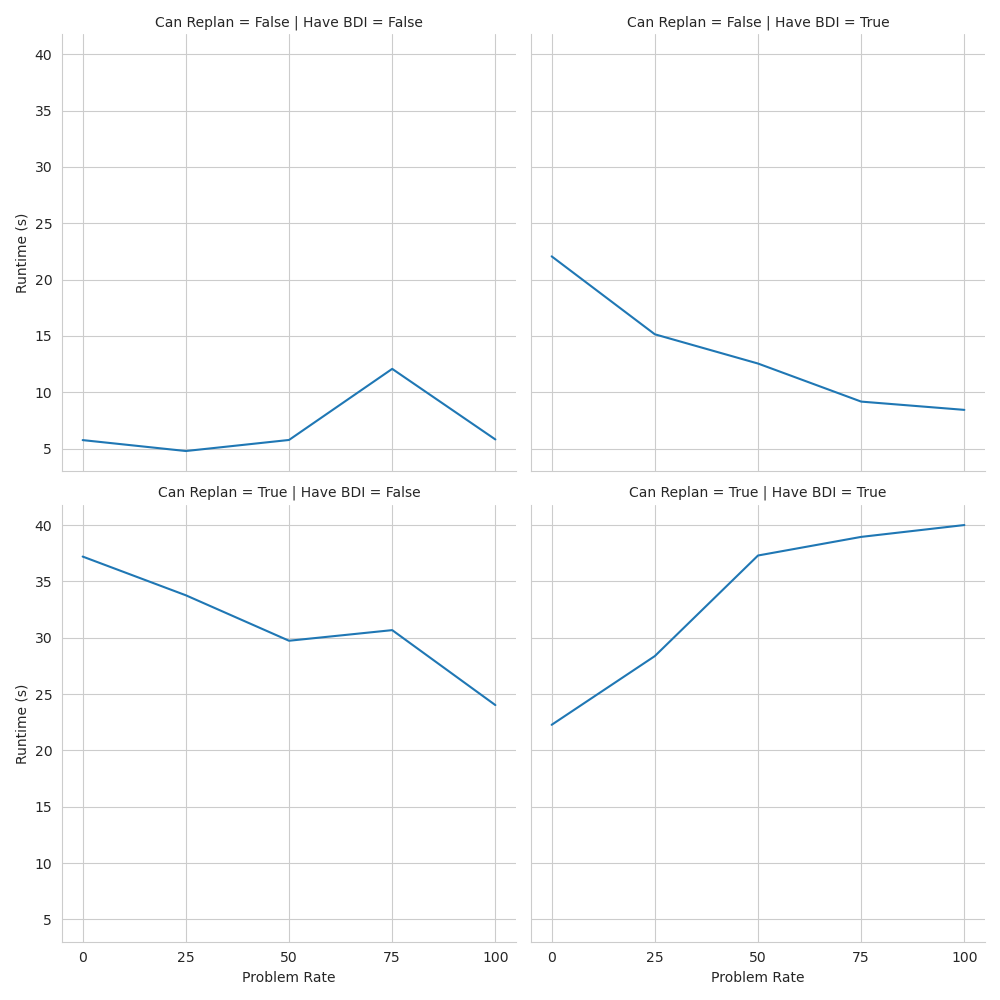 Can Replan = False | Have BDI = False
Can Replan = False | Have BDI = True
40
35
30
25
20
15
10
5
Runtime (s)
Can Replan = True | Have BDI = False
Can Replan = True | Have BDI = True
40
35
30
25
20
15
10
5
Runtime (s)
0 25 50 75 100
0 25 50 75 100
Problem Rate
Problem Rate